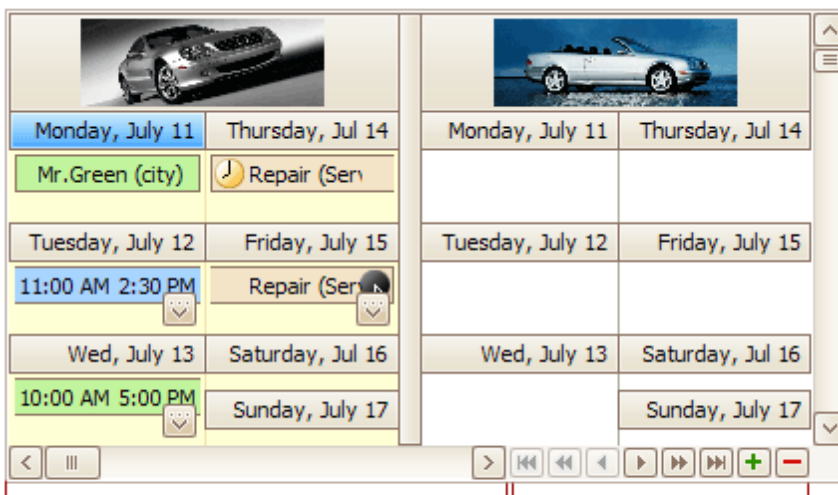 Monday, July 11 Thursday, Jul 14 Monday, July 11 Thursday, Jul 14
Mr.Green (city) Repair (Serv
Tuesday, July 12 Friday, July 15 Tuesday, July 12 Friday, July 15
11:00 AM 2:30 PM Repair (Serv
Wed, July 13 Saturday, Jul 16 Wed, July 13 Saturday, Jul 16
10:00 AM 5:00 PM Sunday, July 17 Sunday, July 17